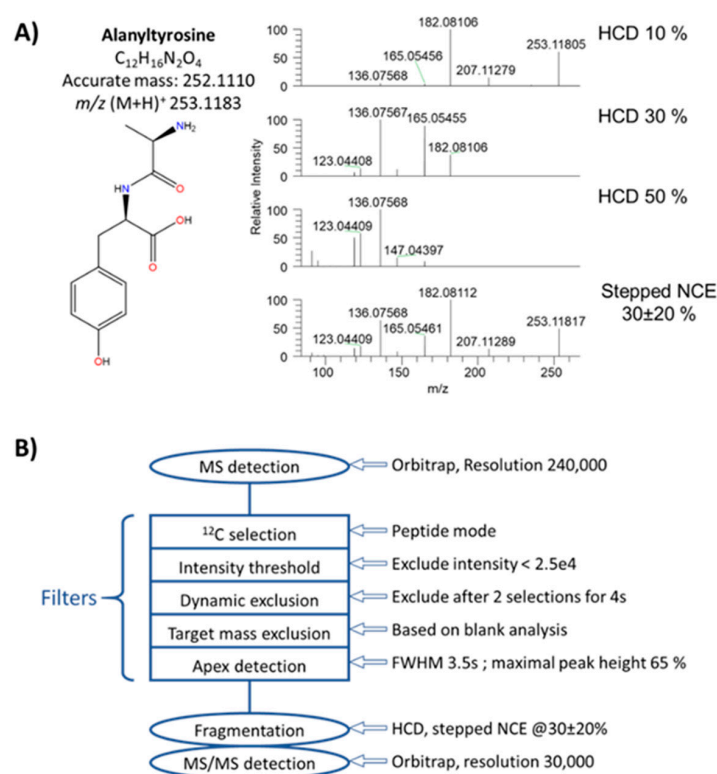 A)
Alanyltyrosine
C12H16N2O4
Accurate mass: 252.1110
m/z (M+H)+ 253.1183
NH2
HN
O
OH
O
OH
Relative Intensity
100
50
0
136.07568
165.05456
182.08106
207.11279
253.11805
HCD 10 %
100
50
0
123.04408
136.07567
165.05455
182.08106
HCD 30 %
100
50
0
123.04409
136.07568
147.04397
HCD 50 %
100
50
0
123.04409
136.07568
165.05461
182.08112
207.11289
253.11817
Stepped NCE
30±20 %
100 150 200 250
m/z
B)
MS detection
Orbitrap, Resolution 240,000
Filters
12C selection
Peptide mode
Intensity threshold
Exclude intensity < 2.5e4
Dynamic exclusion
Exclude after 2 selections for 4s
Target mass exclusion
Based on blank analysis
Apex detection
FWHM 3.5s ; maximal peak height 65 %
Fragmentation
HCD, stepped NCE @30±20%
MS/MS detection
Orbitrap, resolution 30,000